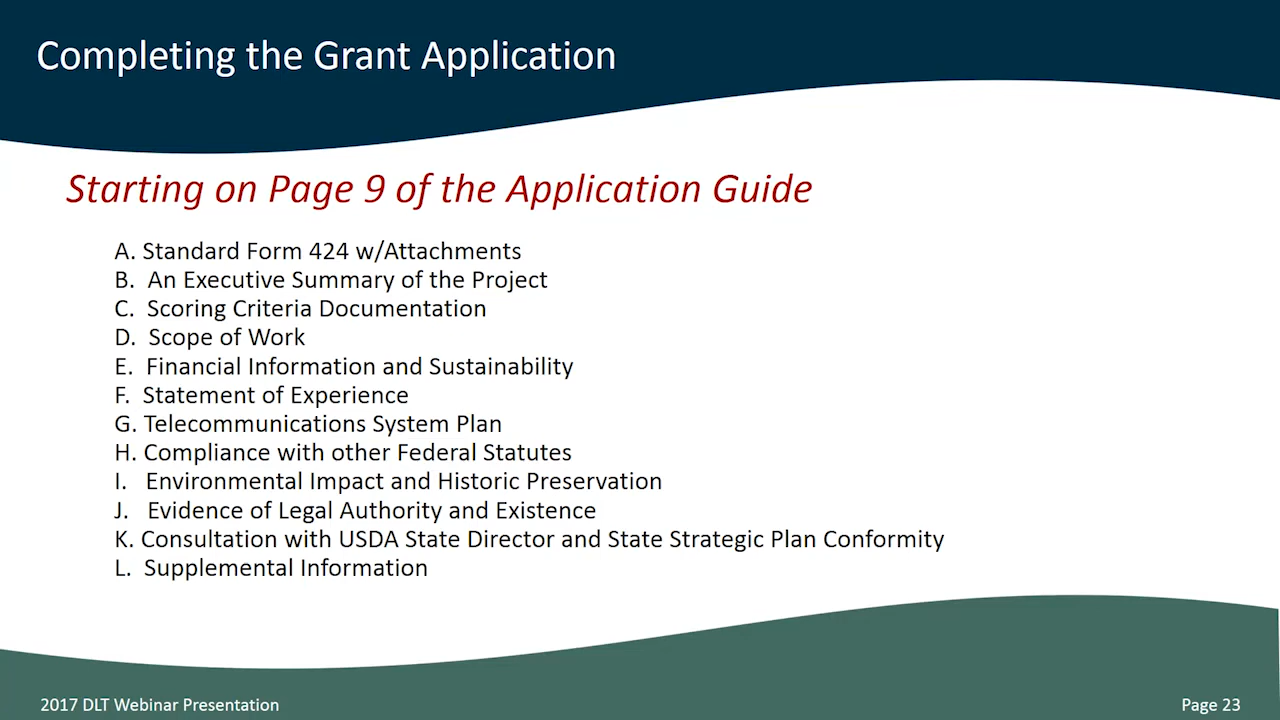 Completing the Grant Application
Starting on Page 9 of the Application Guide
A. Standard Form 424 w/Attachments
B. An Executive Summary of the Project
C. Scoring Criteria Documentation
D. Scope of Work
E. Financial Information and Sustainability
F. Statement of Experience
G. Telecommunications System Plan
H. Compliance with other Federal Statutes
I. Environmental Impact and Historic Preservation
J. Evidence of Legal Authority and Existence
K. Consultation with USDA State Director and State Strategic Plan Conformity
L. Supplemental Information
2017 DLT Webinar Presentation
Page 23